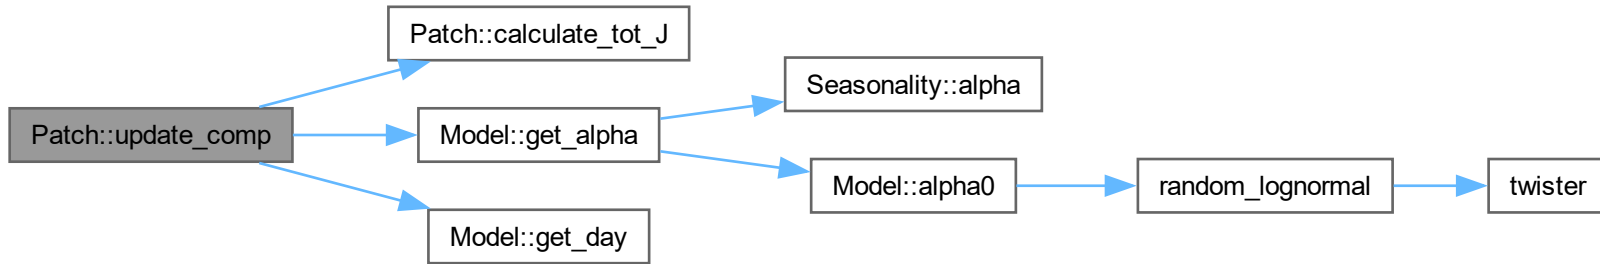 Patch::update_comp
Patch::calculate_tot_J
Model::get_alpha
Model::get_day
Seasonality::alpha
Model::alpha0
random_lognormal
twister